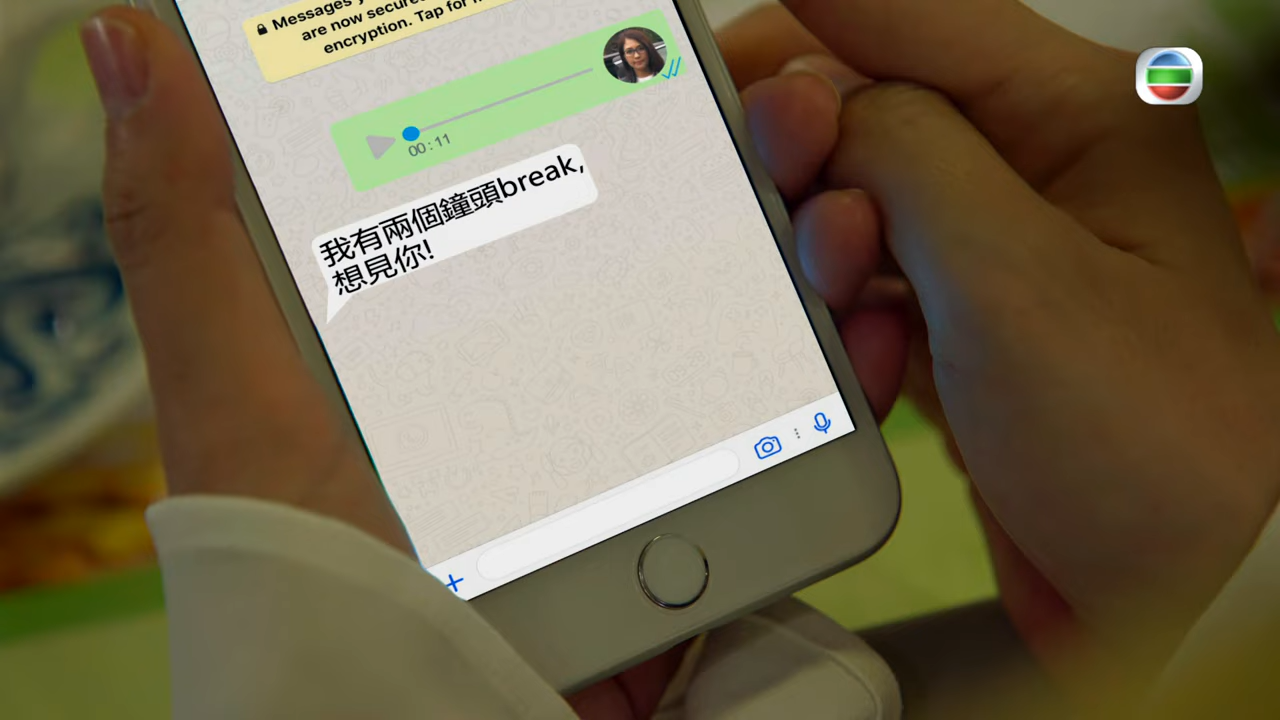 Messages
are now secured
encryption. Tap for
00:11
我有兩個鐘頭break,
想見你!